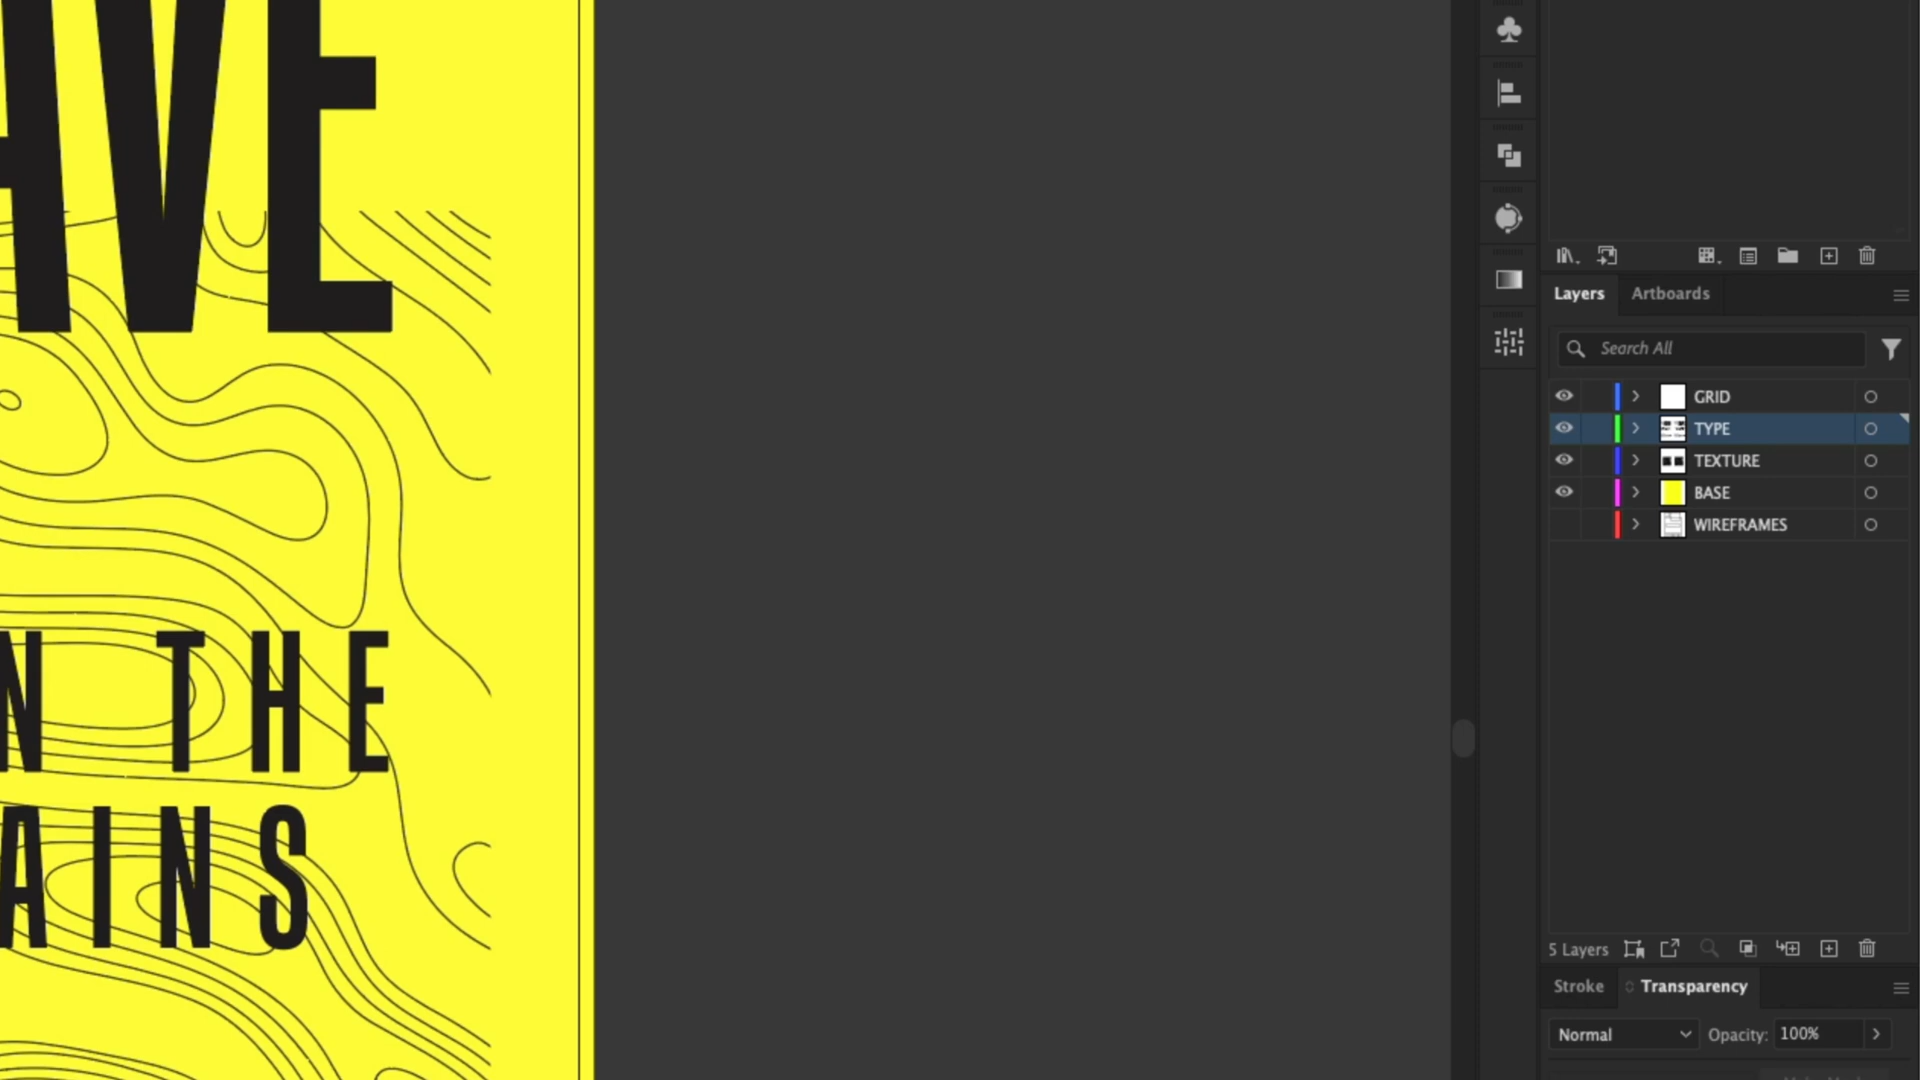 AVE
N THE
AINS
Layers
Artboards
Search All
GRID
TYPE
TEXTURE
BASE
WIREFRAMES
5 Layers
Stroke
Transparency
Normal
Opacity: 100%